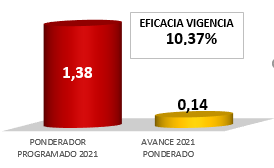 EFICACIA VIGENCIA
10,37%
1,38
0,14
PONDERADOR
PROGRAMADO 2021
AVANCE 2021
PONDERADO